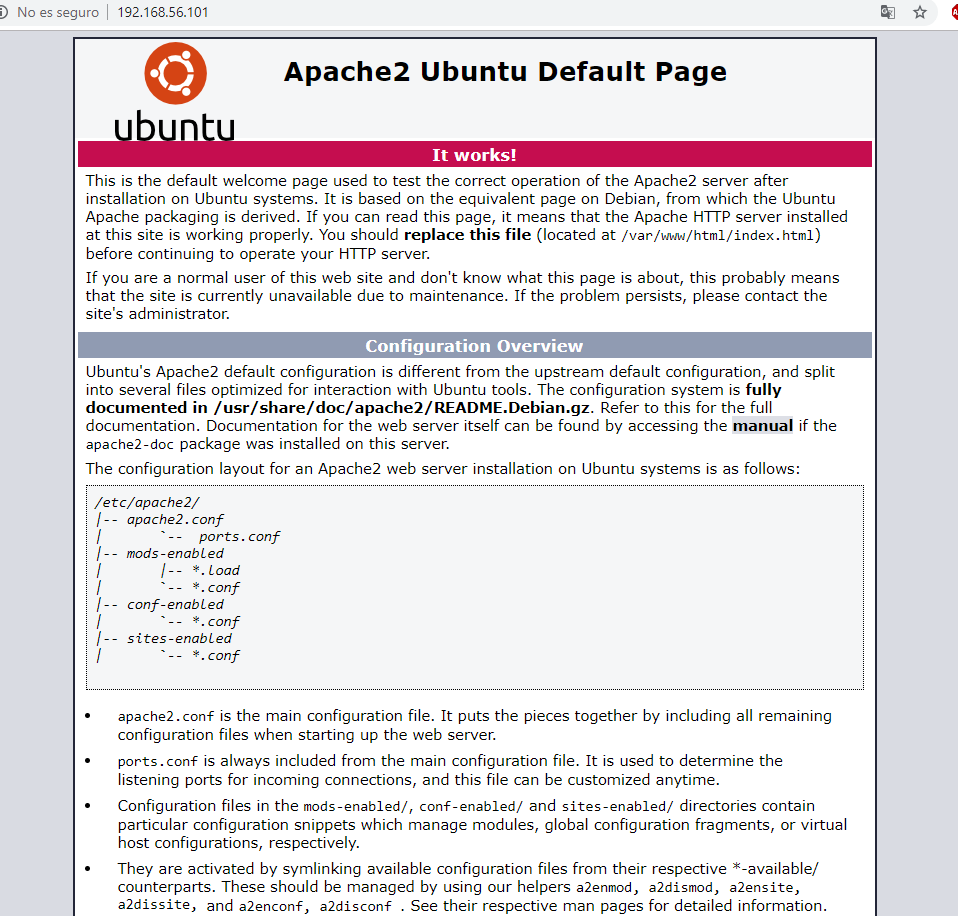 No es seguro 192.168.56.101
Apache2 Ubuntu Default Page
ubuntu
It works!
This is the default welcome page used to test the correct operation of the Apache2 server after
installation on Ubuntu systems. It is based on the equivalent page on Debian, from which the Ubuntu
Apache packaging is derived. If you can read this page, it means that the Apache HTTP server installed
at this site is working properly. You should replace this file (located at /var/www/html/index.html)
before continuing to operate your HTTP server.
If you are a normal user of this web site and don't know what this page is about, this probably means
that the site is currently unavailable due to maintenance. If the problem persists, please contact the
site's administrator.
Configuration Overview
Ubuntu's Apache2 default configuration is different from the upstream default configuration, and split
into several files optimized for interaction with Ubuntu tools. The configuration system is fully
documented in /usr/share/doc/apache2/README.Debian.gz. Refer to this for the full
documentation. Documentation for the web server itself can be found by accessing the manual if the
apache2-doc package was installed on this server.
The configuration layout for an Apache2 web server installation on Ubuntu systems is as follows:
/etc/apache2/
|-- apache2.conf
|       `--  ports.conf
|-- mods-enabled
|       |-- *.load
|       `-- *.conf
|-- conf-enabled
|       `-- *.conf
|-- sites-enabled
|       `-- *.conf
• apache2.conf is the main configuration file. It puts the pieces together by including all remaining
configuration files when starting up the web server.
• ports.conf is always included from the main configuration file. It is used to determine the
listening ports for incoming connections, and this file can be customized anytime.
• Configuration files in the mods-enabled/, conf-enabled/ and sites-enabled/ directories contain
particular configuration snippets which manage modules, global configuration fragments, or virtual
host configurations, respectively.
• They are activated by symlinking available configuration files from their respective *-available/
counterparts. These should be managed by using our helpers a2enmod, a2dismod, a2ensite,
a2dissite, and a2enconf, a2disconf . See their respective man pages for detailed information.